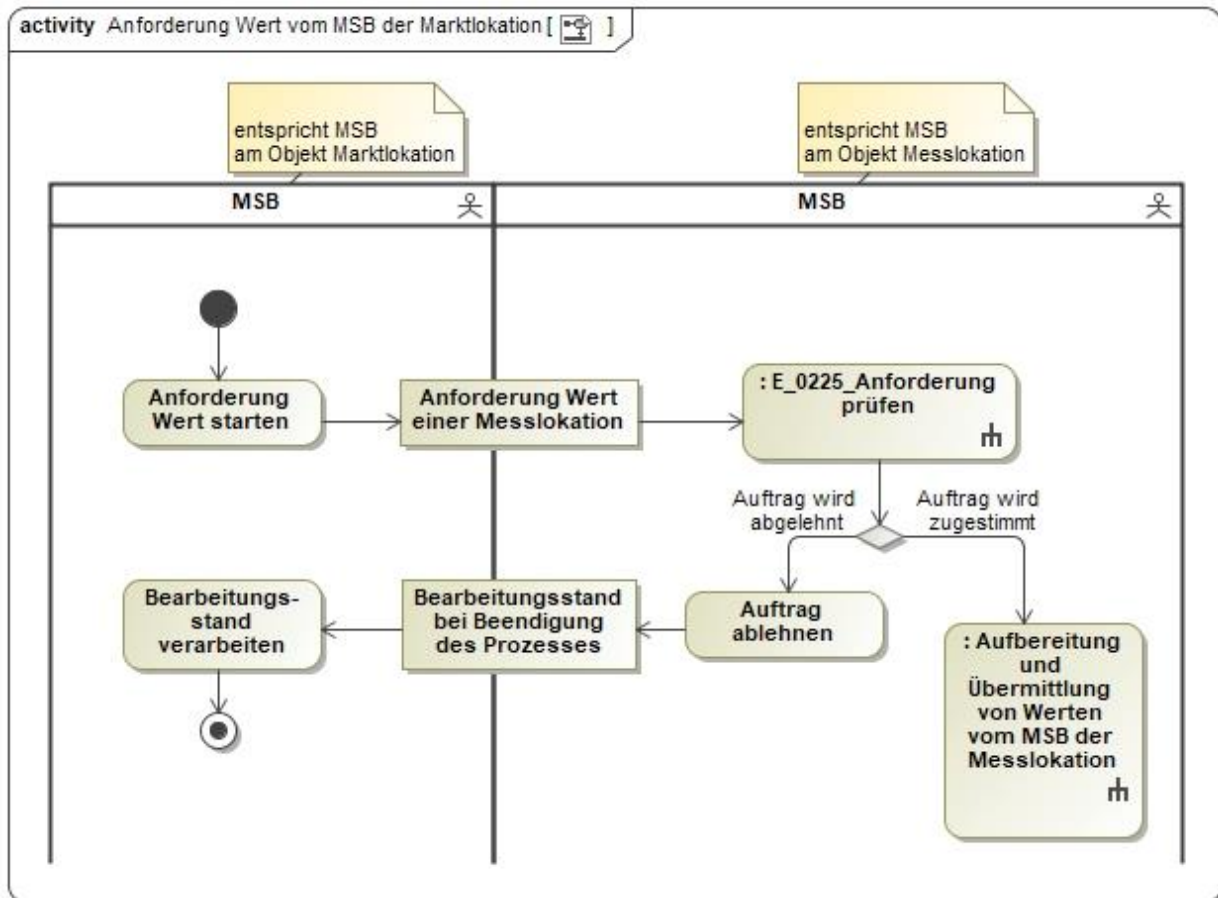 activity Anforderung Wert vom MSB der Marktlokation [ ]
entspricht MSB
am Objekt Marktlokation
entspricht MSB
am Objekt Messlokation
MSB
MSB
Anforderung
Wert starten
Anforderung Wert
einer Messlokation
: E_0225_Anforderung
prüfen
Auftrag wird
abgelehnt
Auftrag wird
zugestimmt
Bearbeitungs-
stand
verarbeiten
Bearbeitungsstand
bei Beendigung
des Prozesses
Auftrag
ablehnen
: Aufbereitung
und
Übermittlung
von Werten
vom MSB der
Messlokation